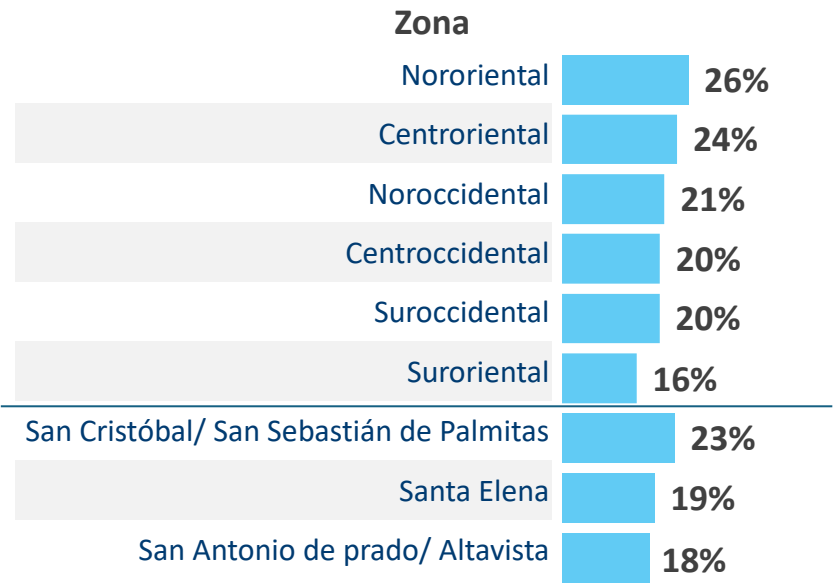 Zona
Nororiental 26%
Centroriental 24%
Noroccidental 21%
Centroccidental 20%
Suroccidental 20%
Suroriental 16%
San Cristóbal/ San Sebastián de Palmitas 23%
Santa Elena 19%
San Antonio de prado/ Altavista 18%